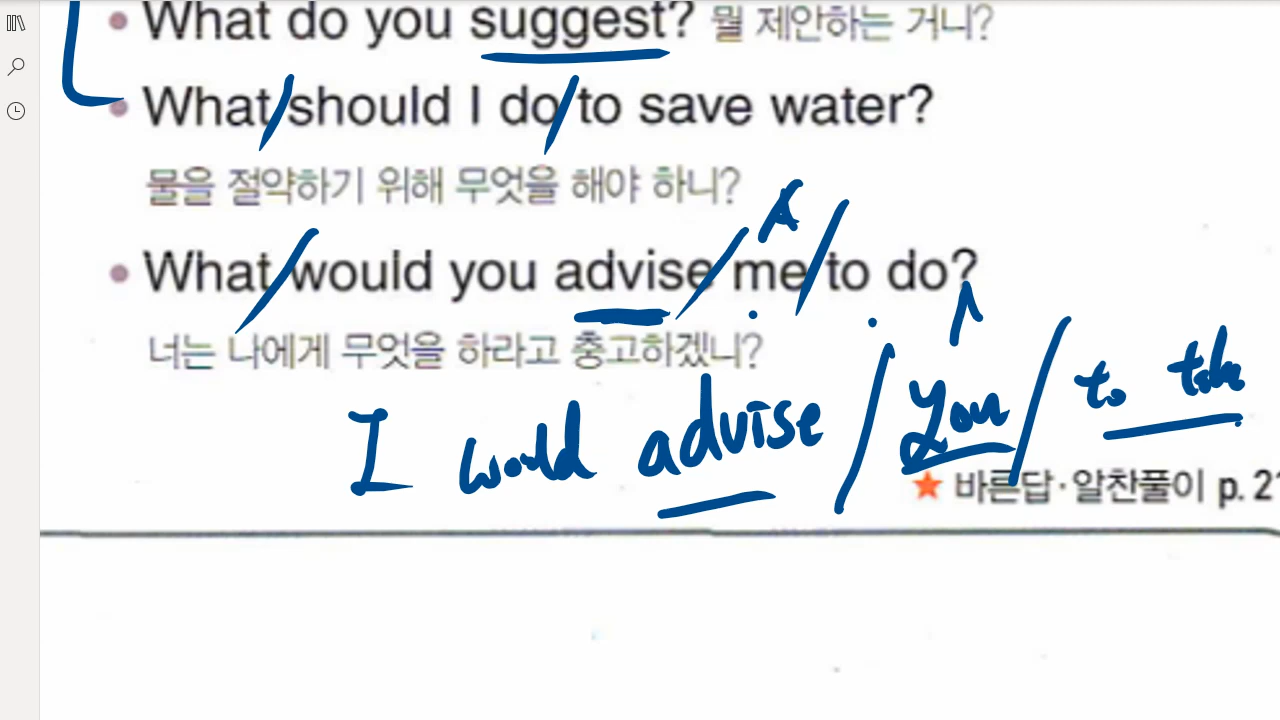 What do you suggest? 뭘 제안하는 거니?
What should I do to save water?
물을 절약하기 위해 무엇을 해야 하니?
What would you advise me to do?
너는 나에게 무엇을 하라고 충고하겠니?
I would advise / you / to take
★ 바른답·알찬풀이 p. 21